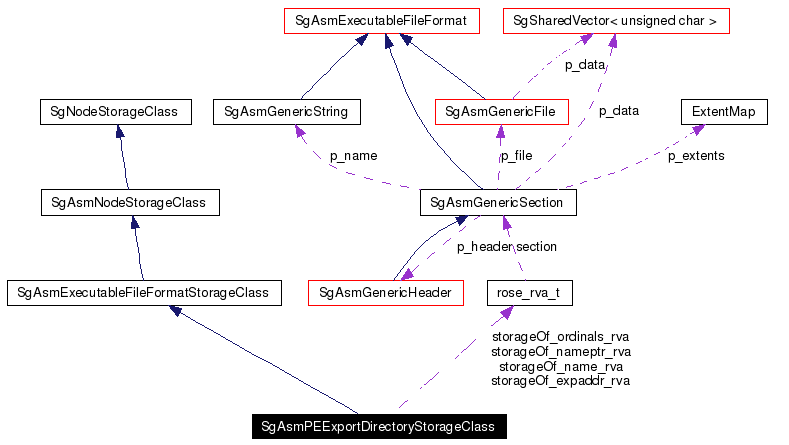 SgAsmExecutableFileFormat
SgSharedVector< unsigned char >
p_data
SgNodeStorageClass
SgAsmGenericString
SgAsmGenericFile
p_data
ExtentMap
p_name
p_file
p_extents
SgAsmNodeStorageClass
SgAsmGenericSection
p_header
section
SgAsmExecutableFileFormatStorageClass
SgAsmGenericHeader
rose_rva_t
storageOf_ordinals_rva
storageOf_nameptr_rva
storageOf_name_rva
storageOf_expaddr_rva
SgAsmPEExportDirectoryStorageClass